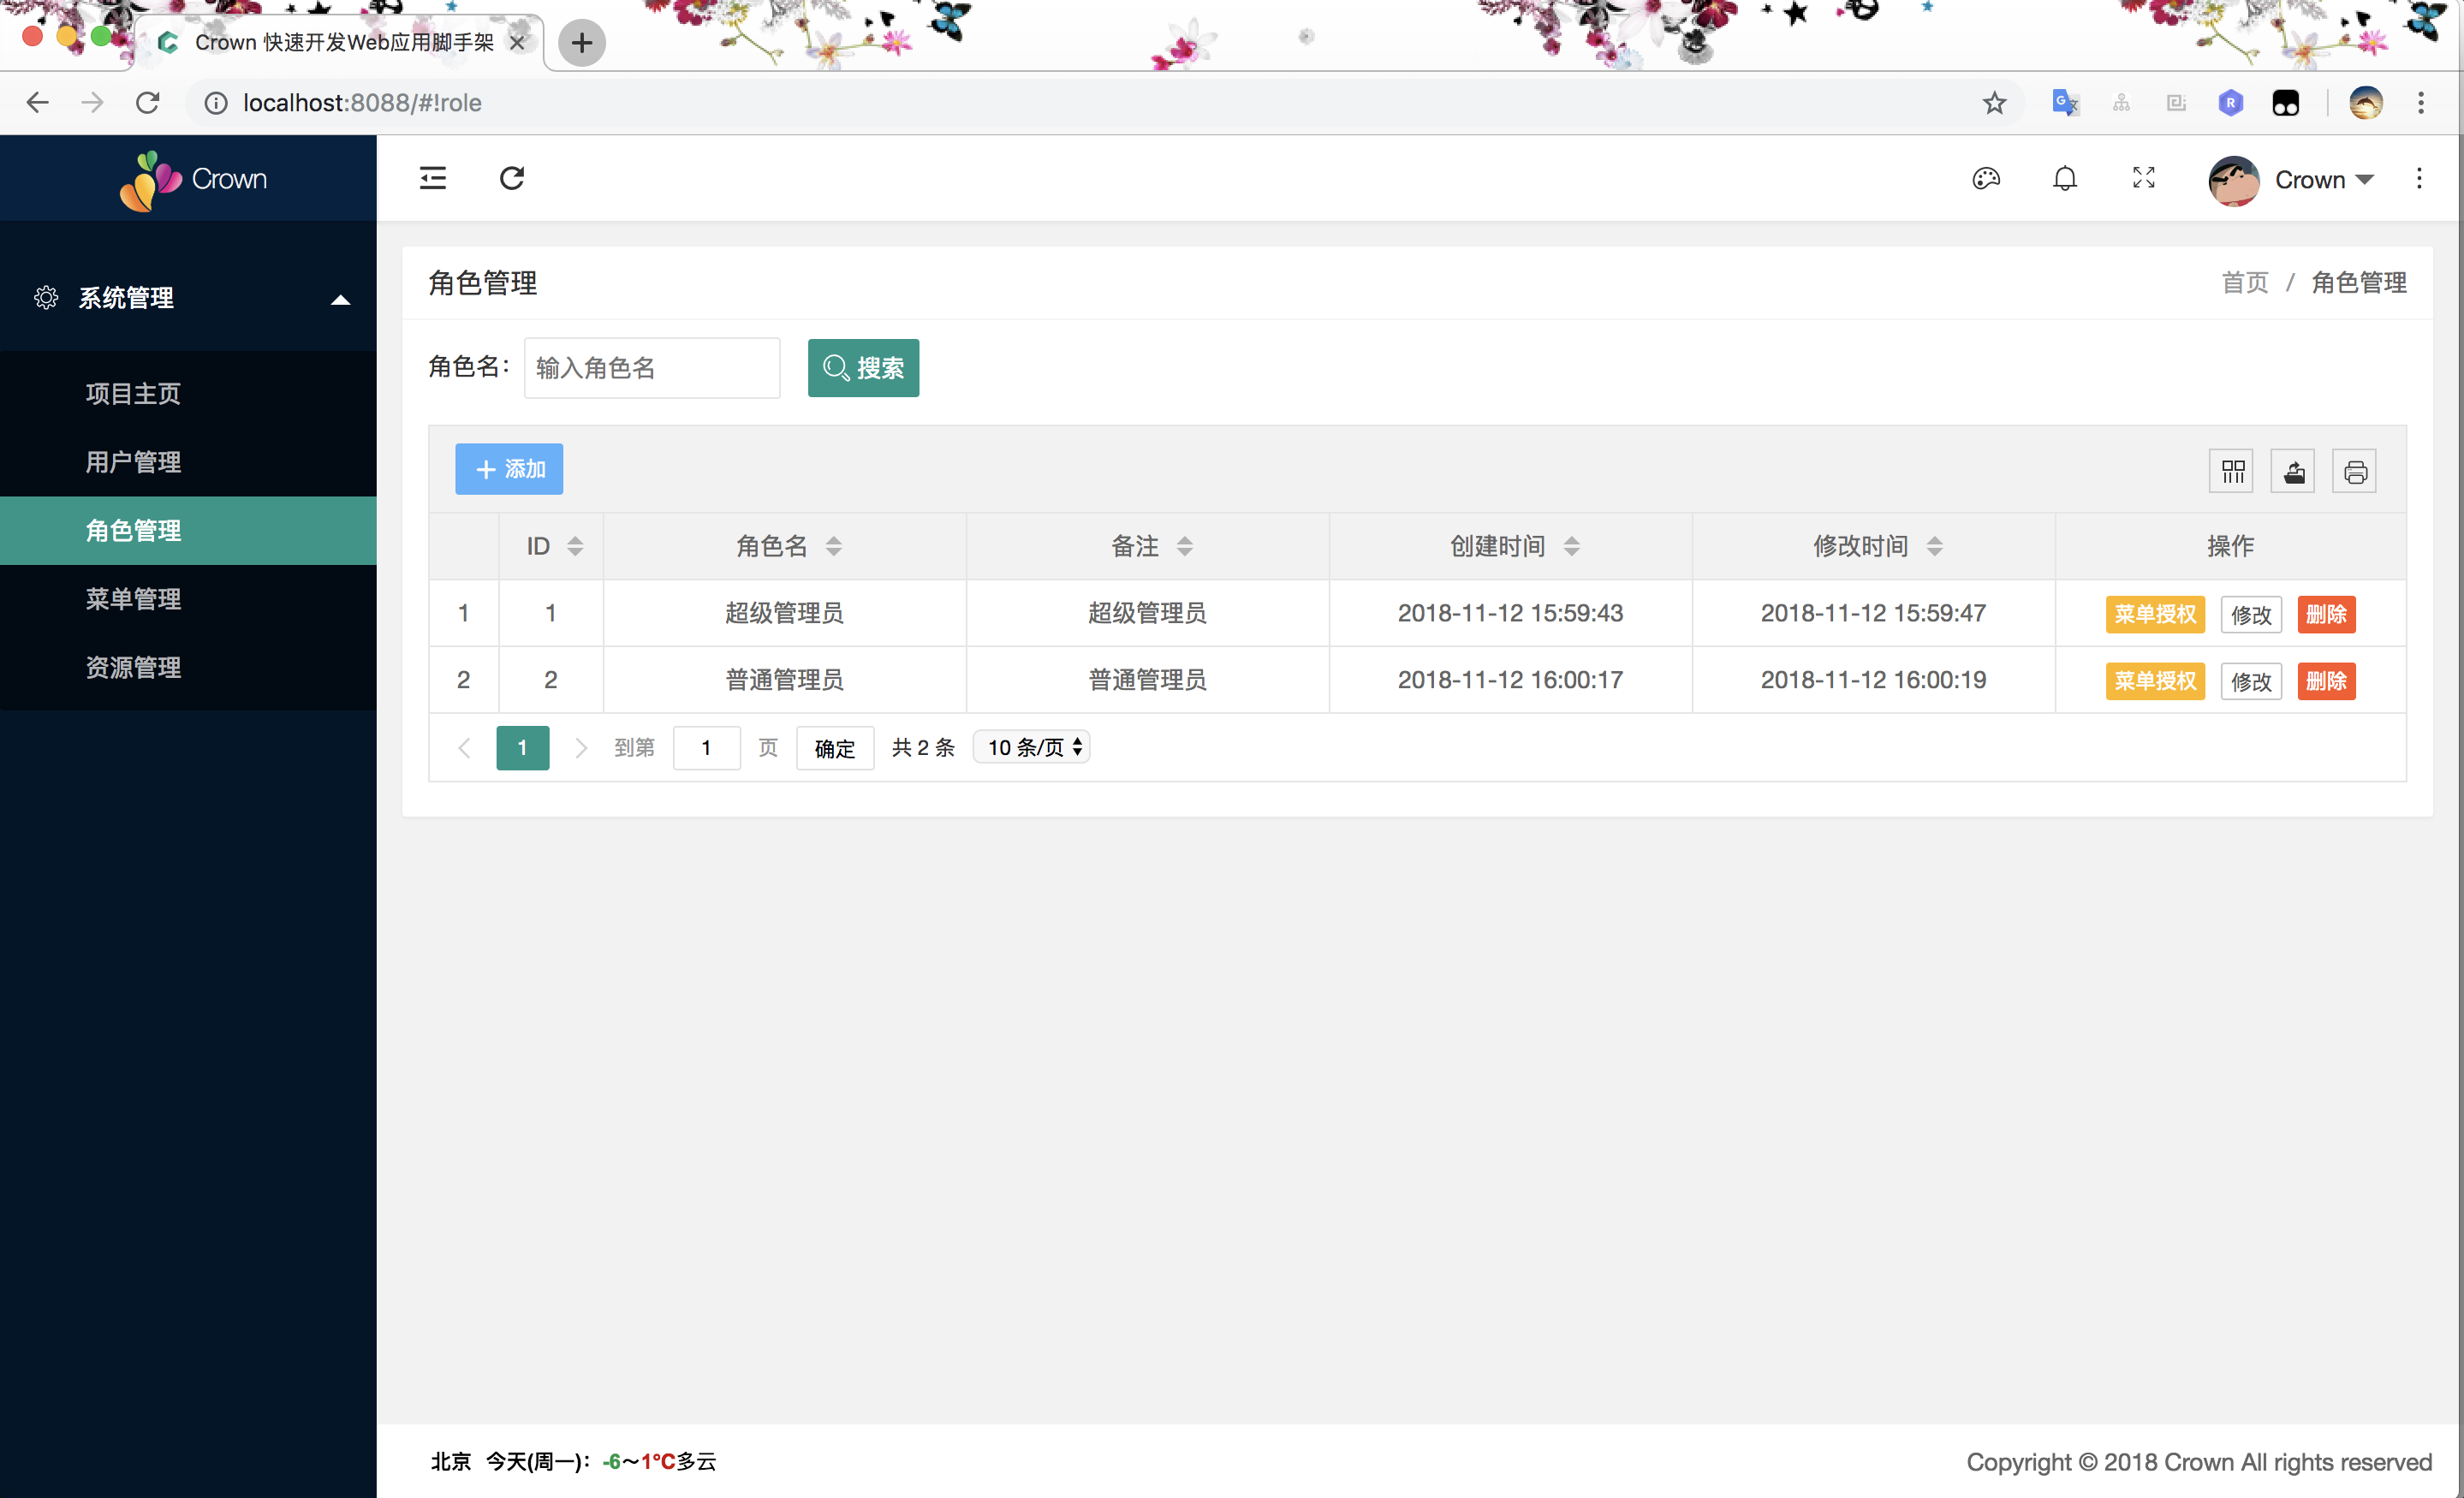 Crown 快速开发Web应用脚手架
localhost:8088/#!role
Crown
Crown
系统管理
项目主页
用户管理
角色管理
菜单管理
资源管理
角色管理
首页 / 角色管理
角色名: 输入角色名 搜索
添加
ID 角色名 备注 创建时间 修改时间 操作
1 1 超级管理员 超级管理员 2018-11-12 15:59:43 2018-11-12 15:59:47 菜单授权 修改 删除
2 2 普通管理员 普通管理员 2018-11-12 16:00:17 2018-11-12 16:00:19 菜单授权 修改 删除
1 到第 1 页 确定 共 2 条 10 条/页
北京 今天(周一): -6~1℃多云
Copyright © 2018 Crown All rights reserved